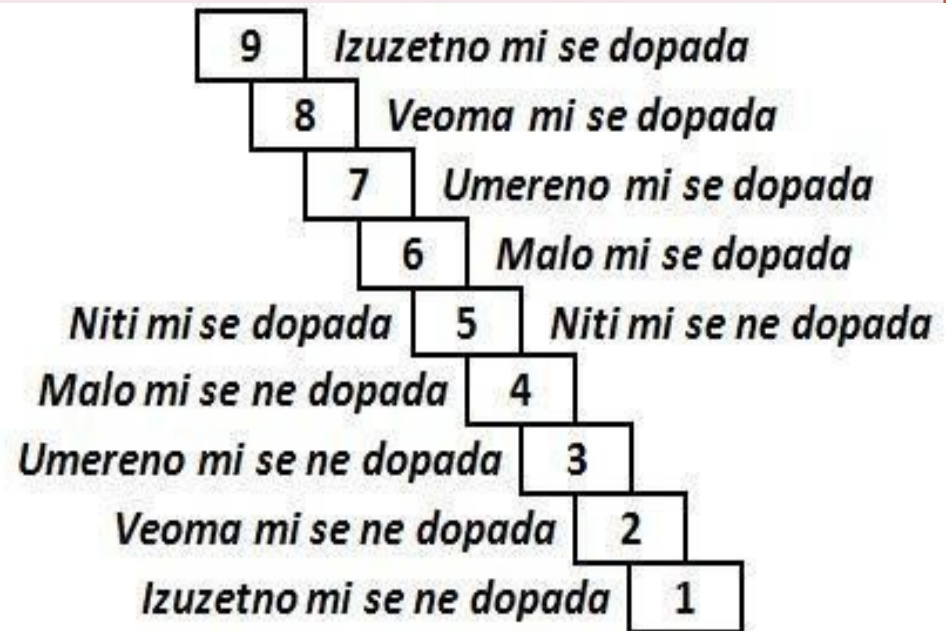 9 Izuzetno mi se dopada
8 Veoma mi se dopada
7 Umereno mi se dopada
6 Malo mi se dopada
Niti mi se dopada 5 Niti mi se ne dopada
Malo mi se ne dopada 4
Umereno mi se ne dopada 3
Veoma mi se ne dopada 2
Izuzetno mi se ne dopada 1